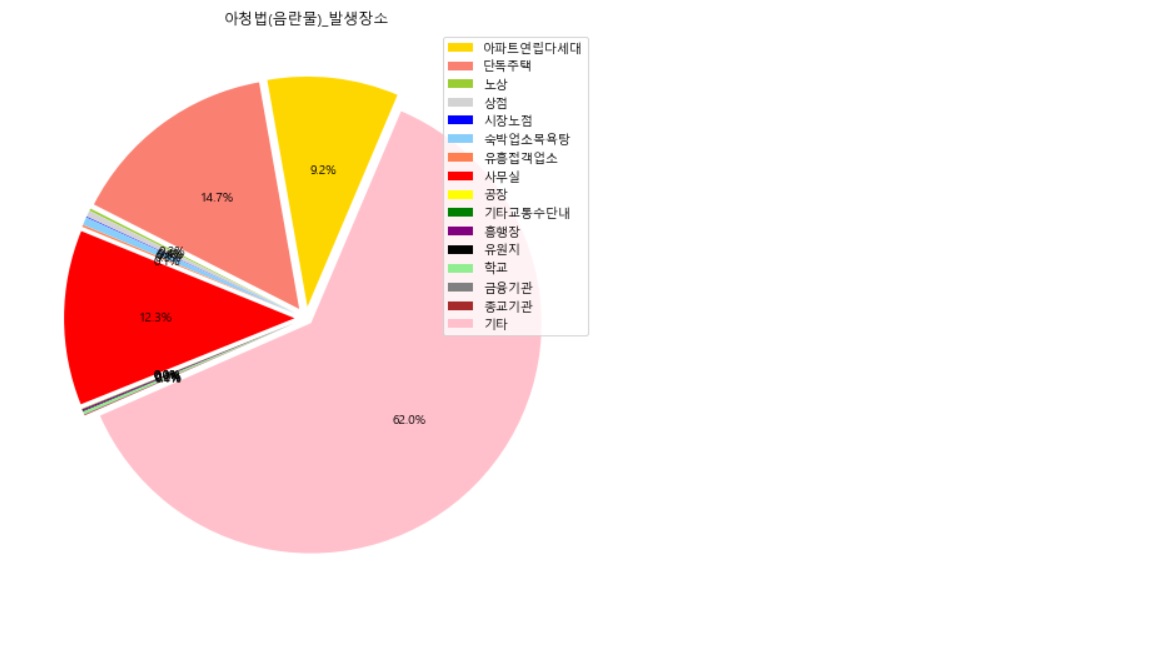 아청법(음란물)_발생장소
아파트연립다세대
단독주택
노상
상점
시장노점
숙박업소목욕탕
유흥접객업소
사무실
공장
기타교통수단내
흥행장
유원지
학교
금융기관
종교기관
기타
9.2%
14.7%
12.3%
62.0%